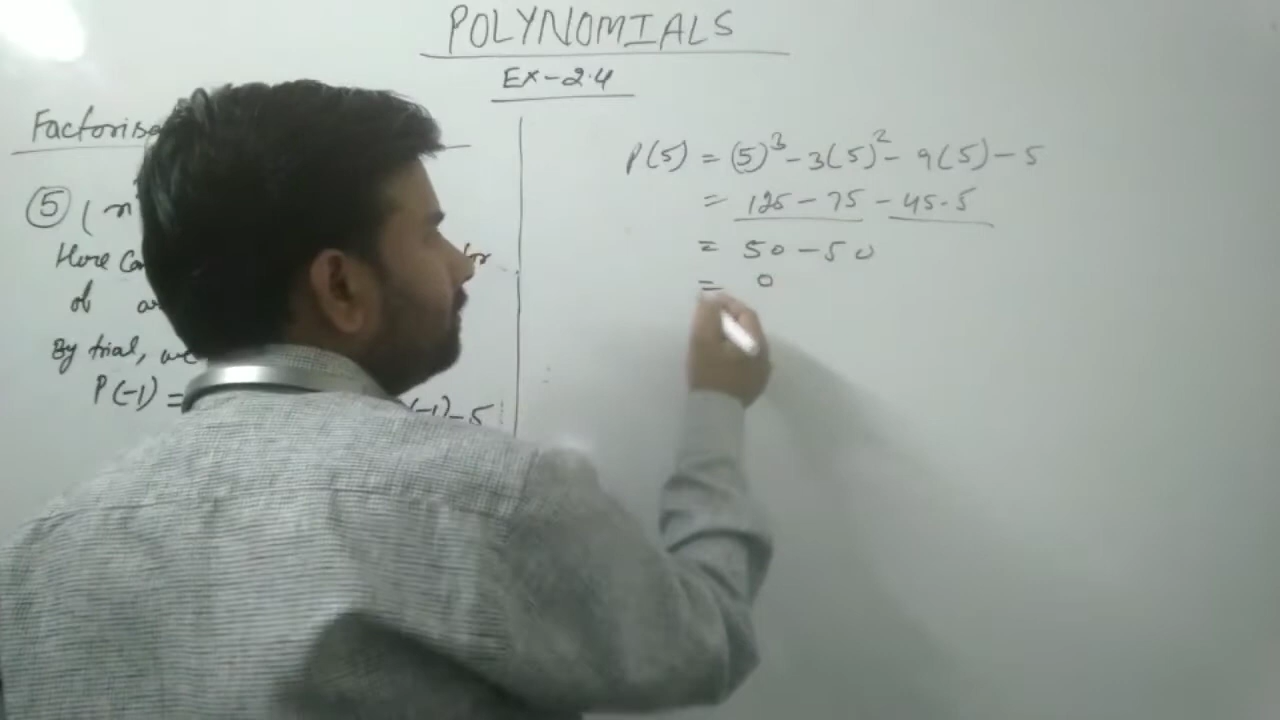 POLYNOMIALS
Ex-2.4
Factoris
⑤ (
Here
of
By trial, we
P(-1) =
(-1)-5
P(5) = (5)³ - 3(5)² - 9(5) - 5
= 125 - 75 - 45-5
= 50 - 50
= 0